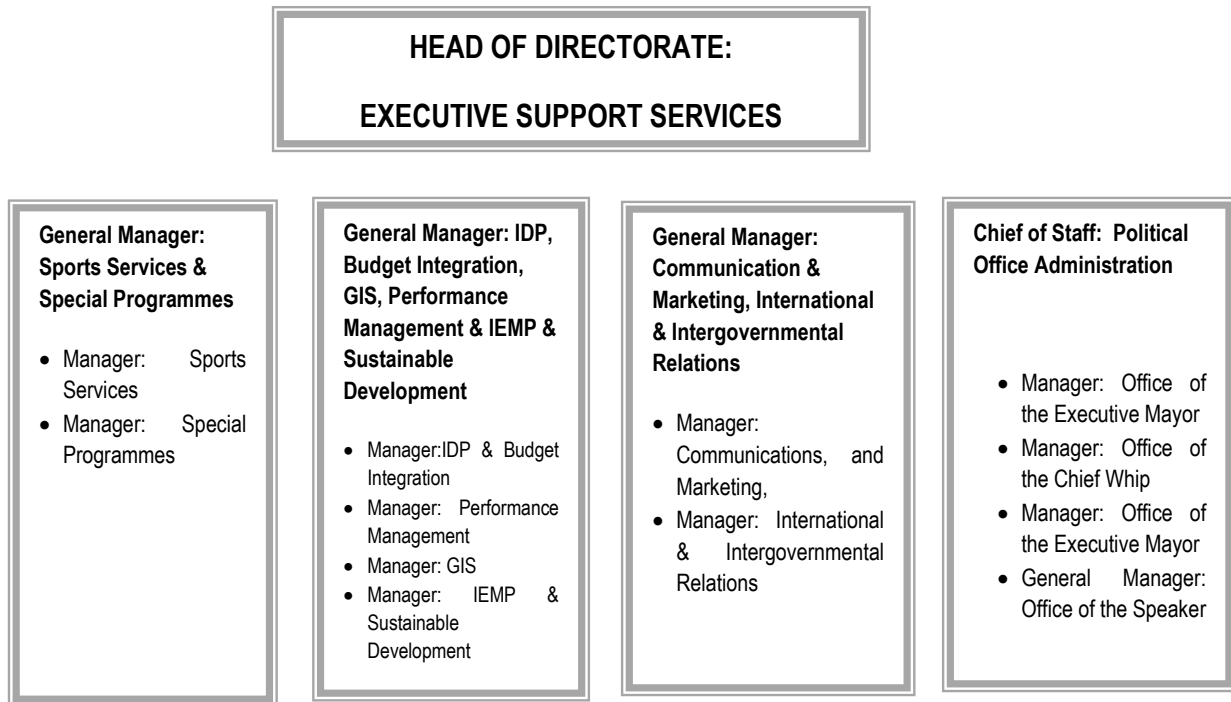 HEAD OF DIRECTORATE:
EXECUTIVE SUPPORT SERVICES
General Manager:
Sports Services &
Special Programmes
• Manager: Sports
Services
• Manager: Special
Programmes
General Manager: IDP,
Budget Integration,
GIS, Performance
Management & IEMP &
Sustainable
Development
• Manager:IDP & Budget
Integration
• Manager: Performance
Management
• Manager: GIS
• Manager: IEMP &
Sustainable
Development
General Manager:
Communication &
Marketing, International
& Intergovernmental
Relations
• Manager:
Communications, and
Marketing,
• Manager: International
& Intergovernmental
Relations
Chief of Staff: Political
Office Administration
• Manager: Office of
the Executive Mayor
• Manager: Office of
the Chief Whip
• Manager: Office of
the Executive Mayor
• General Manager:
Office of the Speaker